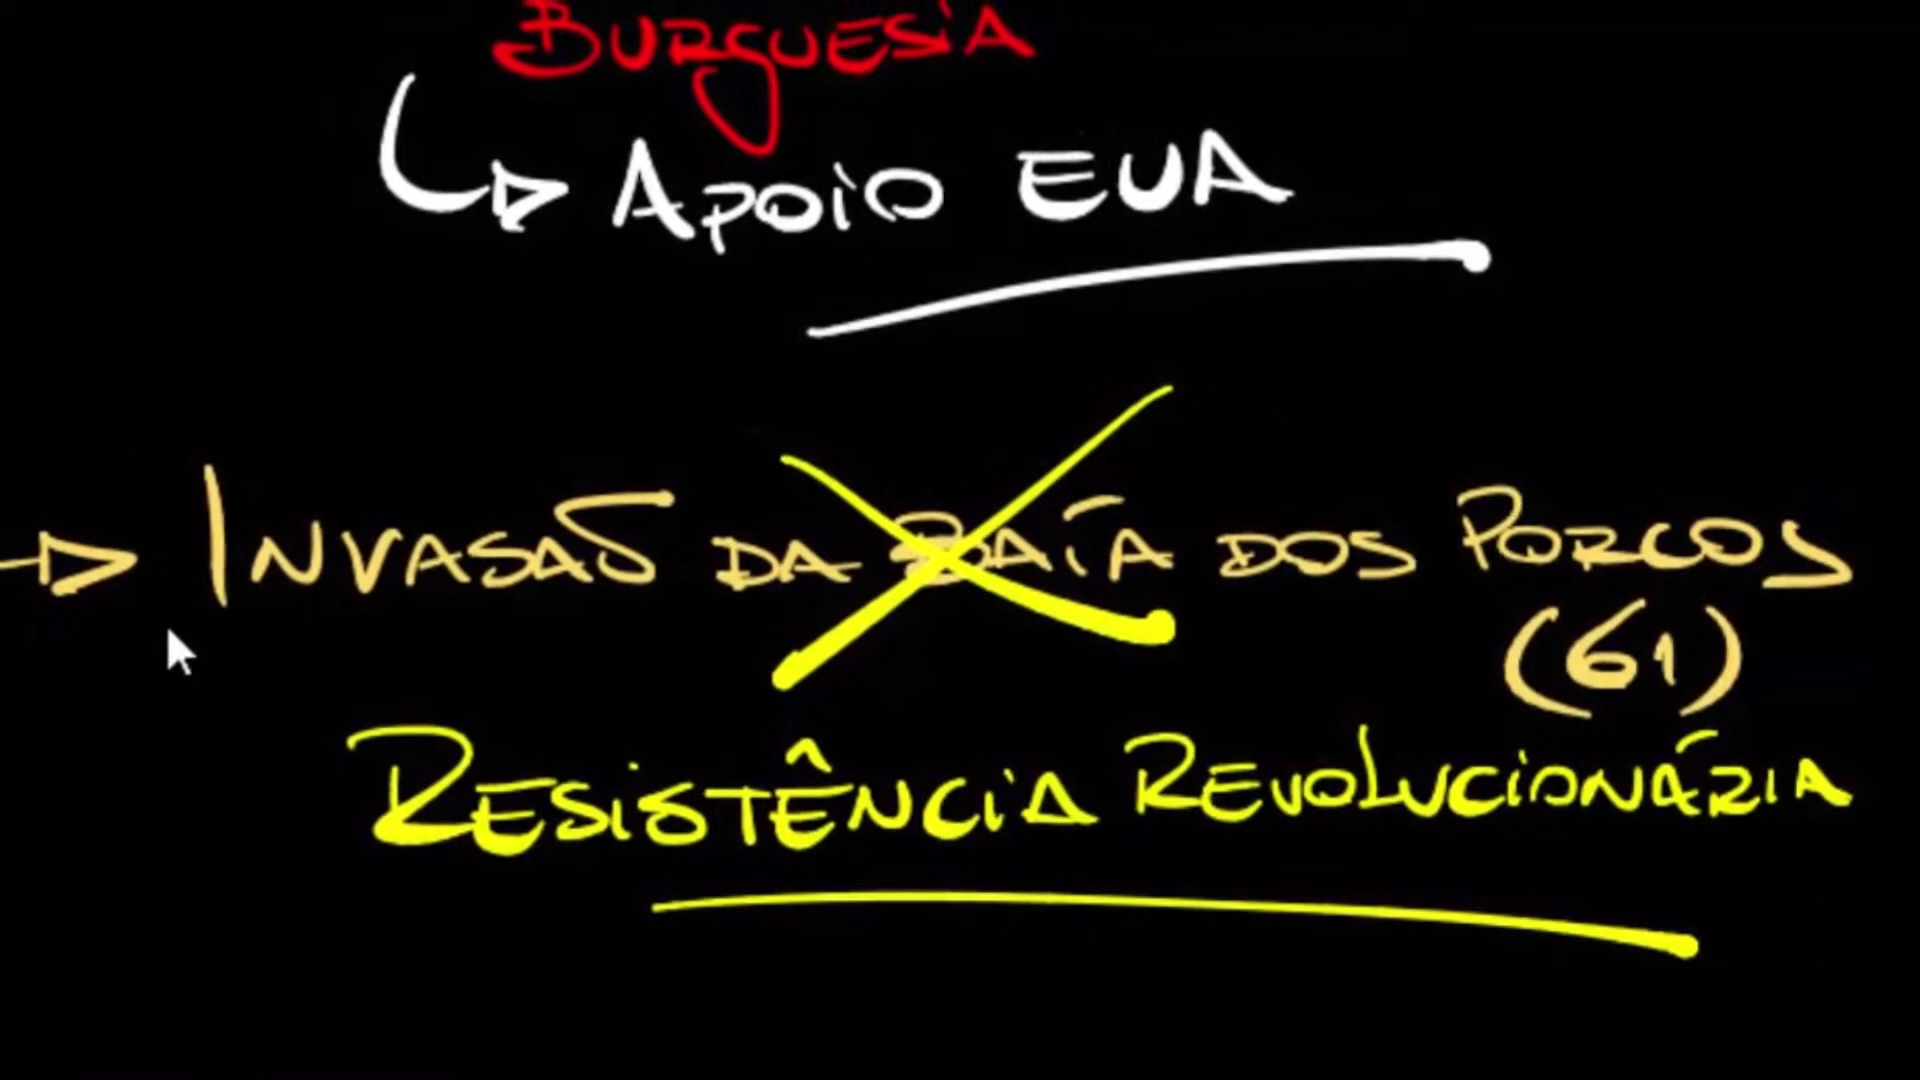 BURGUESIA
APOIO EUA
INVASÃO DA BAÍA DOS PORCOS
(61)
RESISTÊNCIA REVOLUCIONÁRIA